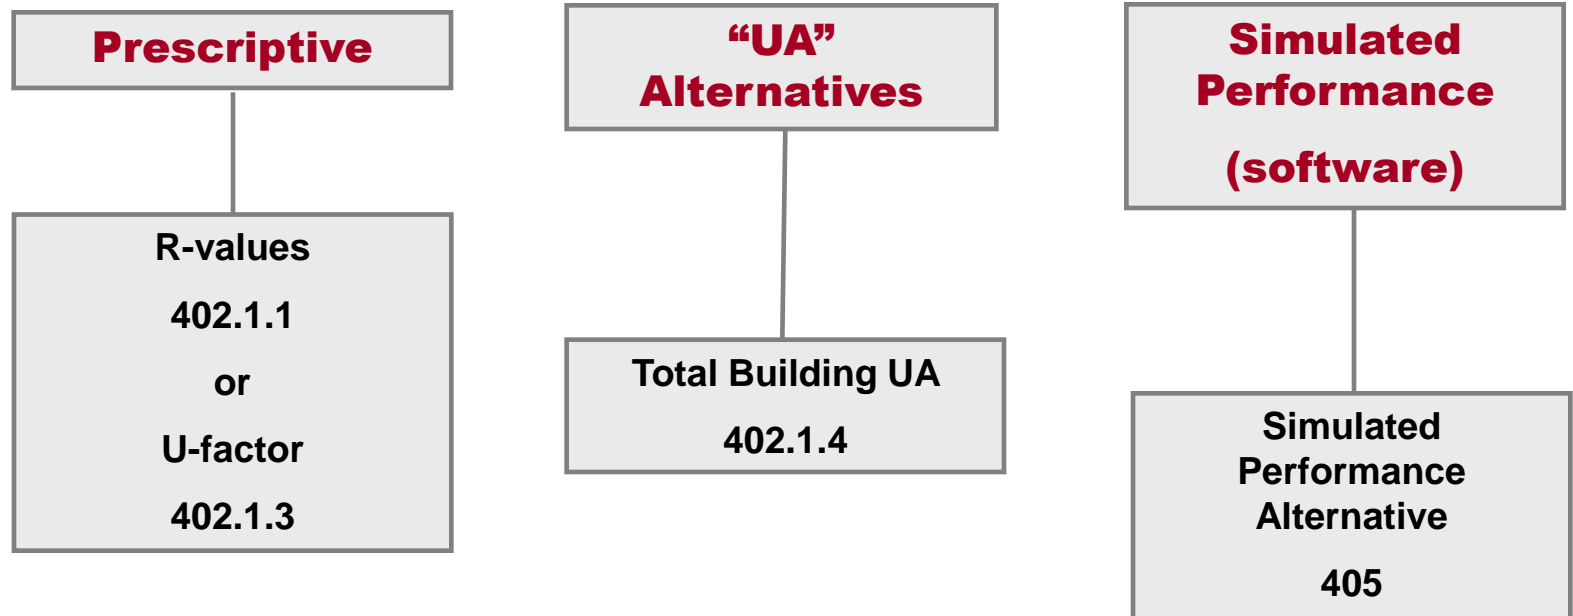 Prescriptive
R-values
402.1.1
or
U-factor
402.1.3
“UA”
Alternatives
Total Building UA
402.1.4
Simulated
Performance
(software)
Simulated
Performance
Alternative
405